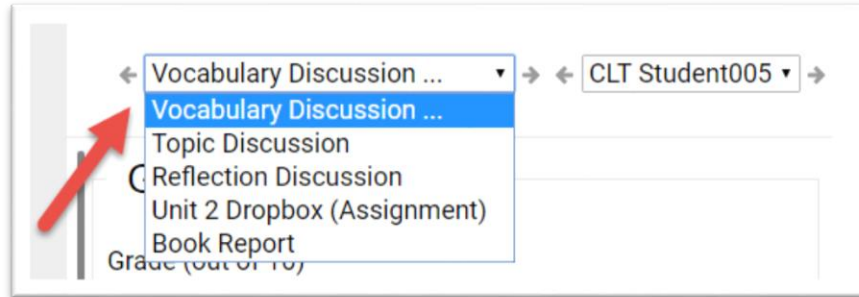 Vocabulary Discussion ... CLT Student005
Vocabulary Discussion ...
Topic Discussion
Reflection Discussion
Unit 2 Dropbox (Assignment)
Book Report
Grade (out of 10)